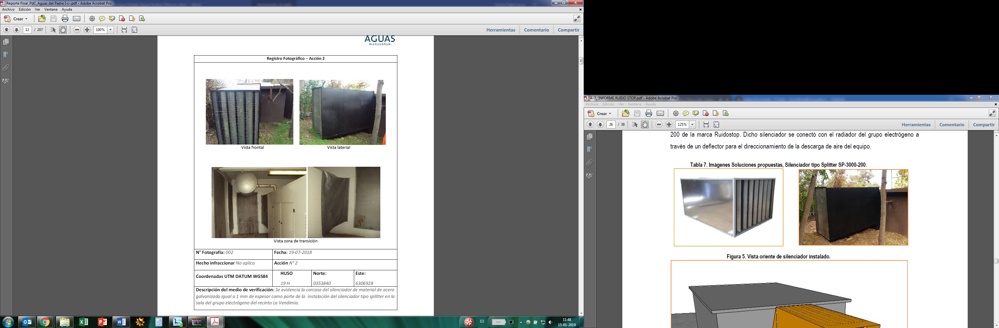 Reporte Final_PdC_Aguas del Padre I-c-.pdf - Adobe Acrobat Pro
Archivo Edición Ver Ventana Ayuda
Crear
12 / 207
100%
Herramientas Comentario Compartir
AGUAS
manquehue.
Registro Fotográfico – Acción 2
Vista frontal
Vista laterial
Vista zona de transición
N° Fotografía: 002
Fecha: 19-07-2018
Hecho infraccionar No aplica
Acción N° 2
Coordenadas UTM DATUM WGS84
HUSO
19 H
Norte:
0353840
Este:
6306928
Descripción del medio de verificación: Se evidencia la carcasa del silenciador de material de acero
galvanizado igual a 1 mm de espesor como parte de la instalación del silenciador tipo splitter en la
sala del grupo electrógeno del recinto La Vendimia.
ES
11:48
15-01-2019
A-7_ INFORME RUIDO STOP.pdf - Adobe Acrobat Pro
Archivo Edición Ver Ventana Ayuda
Crear
26 / 38
125%
Herramientas Comentario Compartir
200 de la marca Ruidostop. Dicho silenciador se conectó con el radiador del grupo electrógeno a
través de un deflector para el direccionamiento de la descarga de aire del equipo.
Tabla 7. Imágenes Soluciones propuestas, Silenciador tipo Splitter SP-3000-200.
Figura 5. Vista oriente de silenciador instalado.